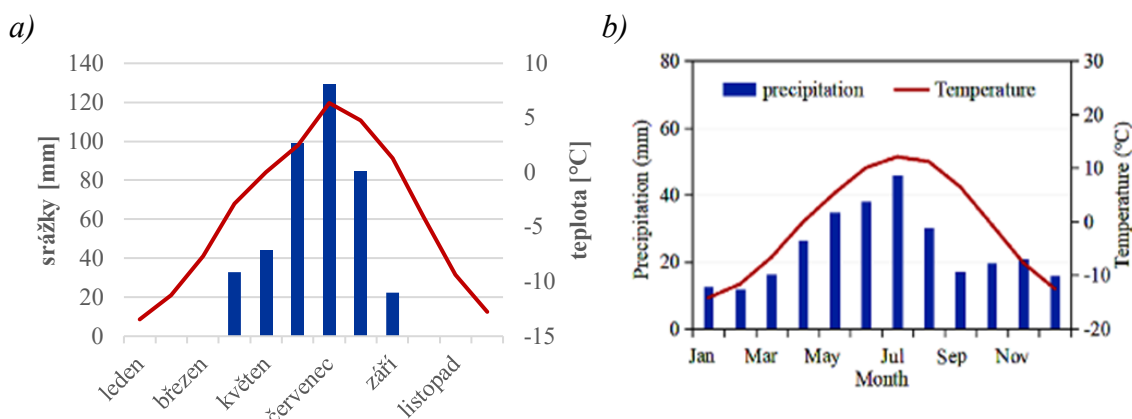 a)
srážky [mm]
140
120
100
80
60
40
20
0
10
5
0
-5
-10
-15
teplota [°C]
leden
březen
květen
červenec
září
listopad
b)
Precipitation (mm)
80
60
40
20
0
precipitation
Temperature
30
20
10
0
-10
-20
Temperature (°C)
Jan Mar May Jul Sep Nov
Month